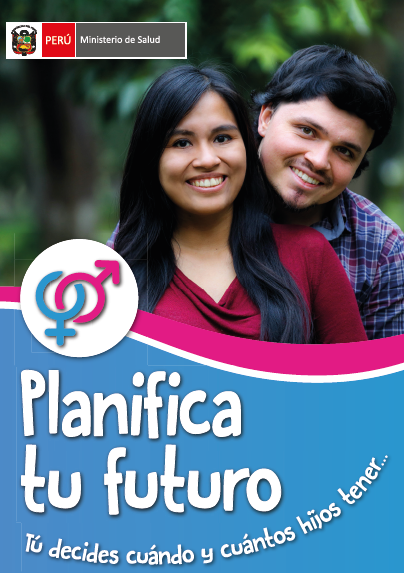 PERÚ Ministerio de Salud
Planifica
tu futuro
Tú decides cuándo y cuántos hijos tener...